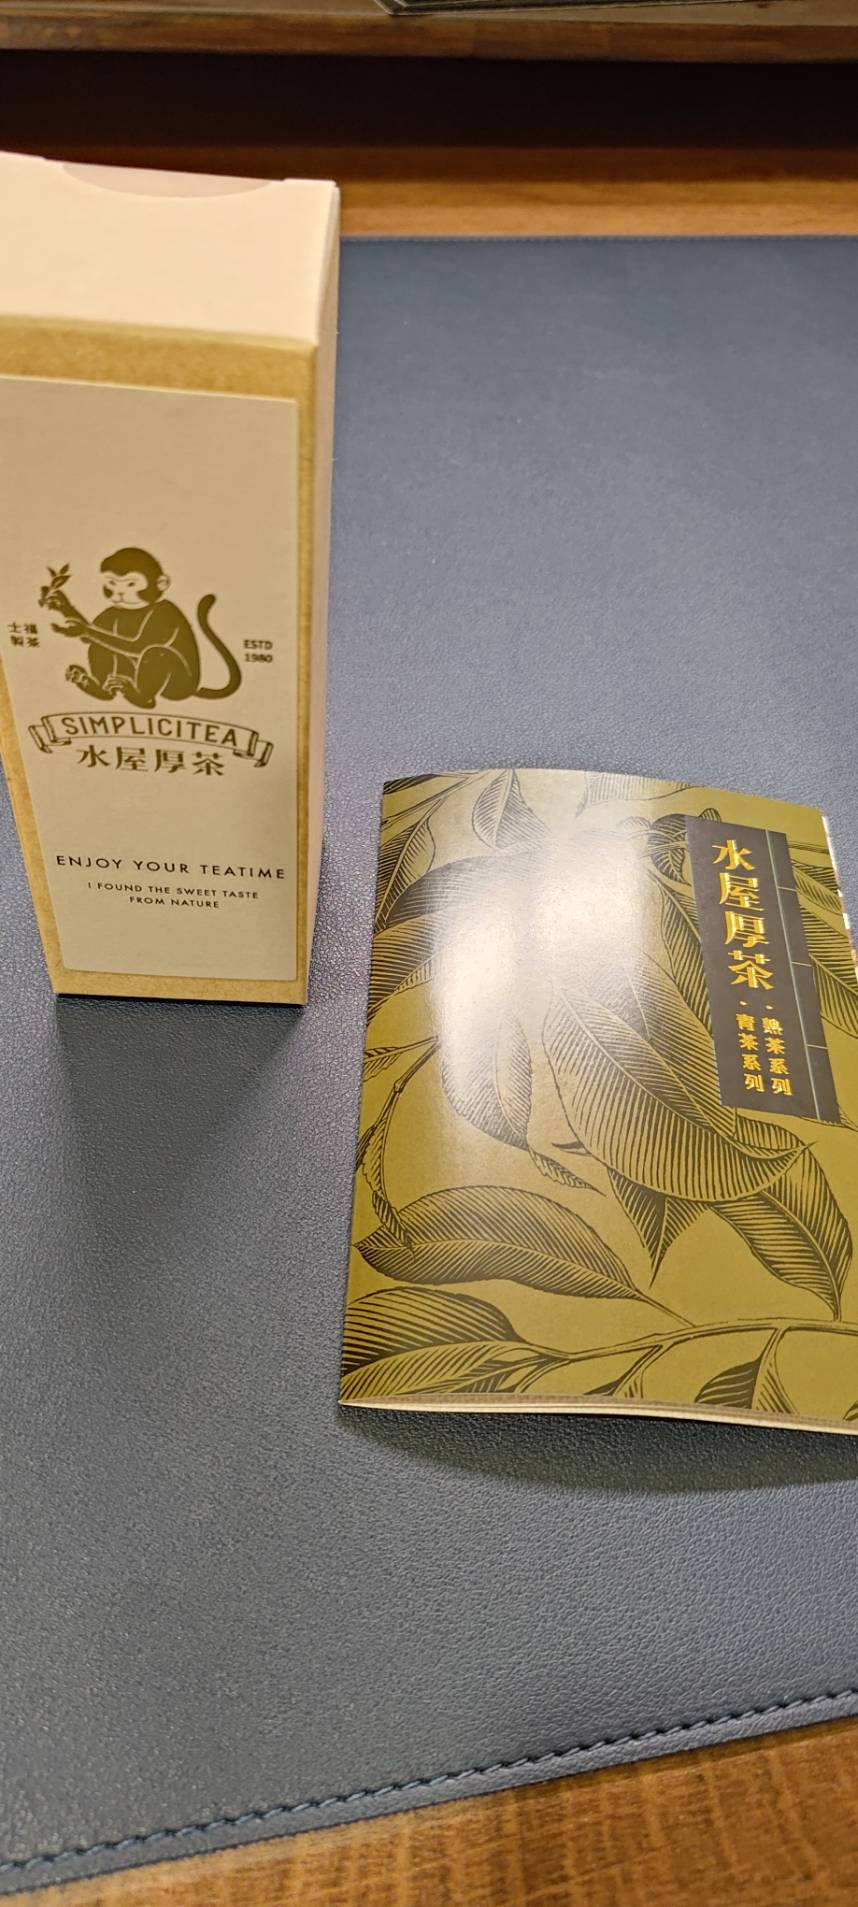 士福
製茶
ESTD
1980
SIMPLICITEA
水屋厚茶
ENJOY YOUR TEATIME
I FOUND THE SWEET TASTE
FROM NATURE
水屋厚茶
·熟茶系列
·青茶系列